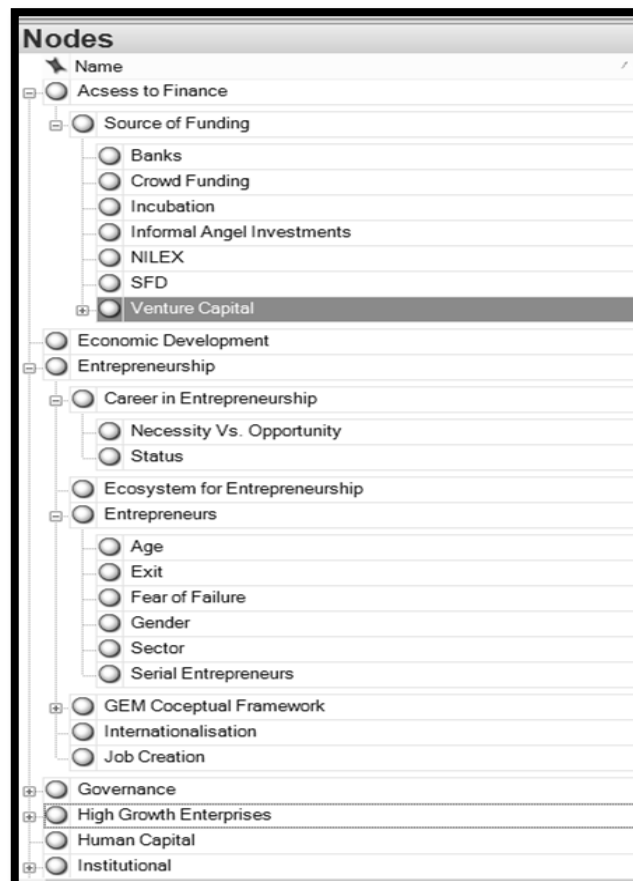 Nodes
Name
Acsess to Finance
Source of Funding
Banks
Crowd Funding
Incubation
Informal Angel Investments
NILEX
SFD
Venture Capital
Economic Development
Entrepreneurship
Career in Entrepreneurship
Necessity Vs. Opportunity
Status
Ecosystem for Entrepreneurship
Entrepreneurs
Age
Exit
Fear of Failure
Gender
Sector
Serial Entrepreneurs
GEM Coceptual Framework
Internationalisation
Job Creation
Governance
High Growth Enterprises
Human Capital
Institutional